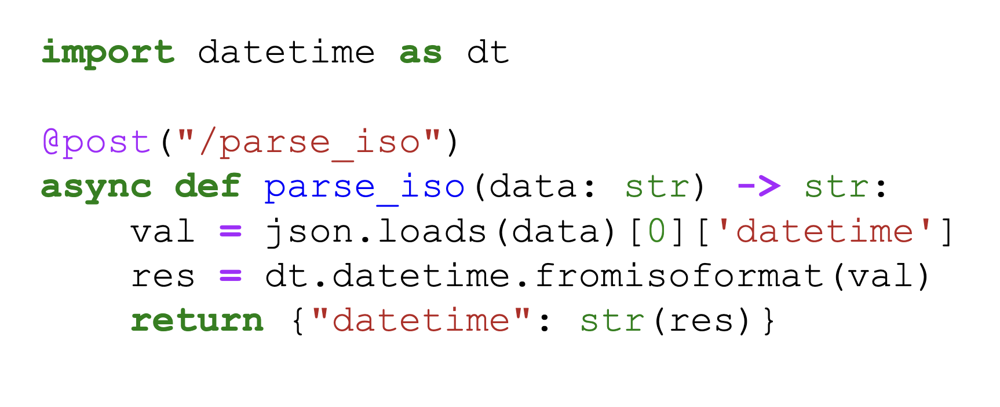 import datetime as dt
@post("/parse_iso")
async def parse_iso(data: str) -> str:
    val = json.loads(data)[0]['datetime']
    res = dt.datetime.fromisoformat(val)
    return {"datetime": str(res)}